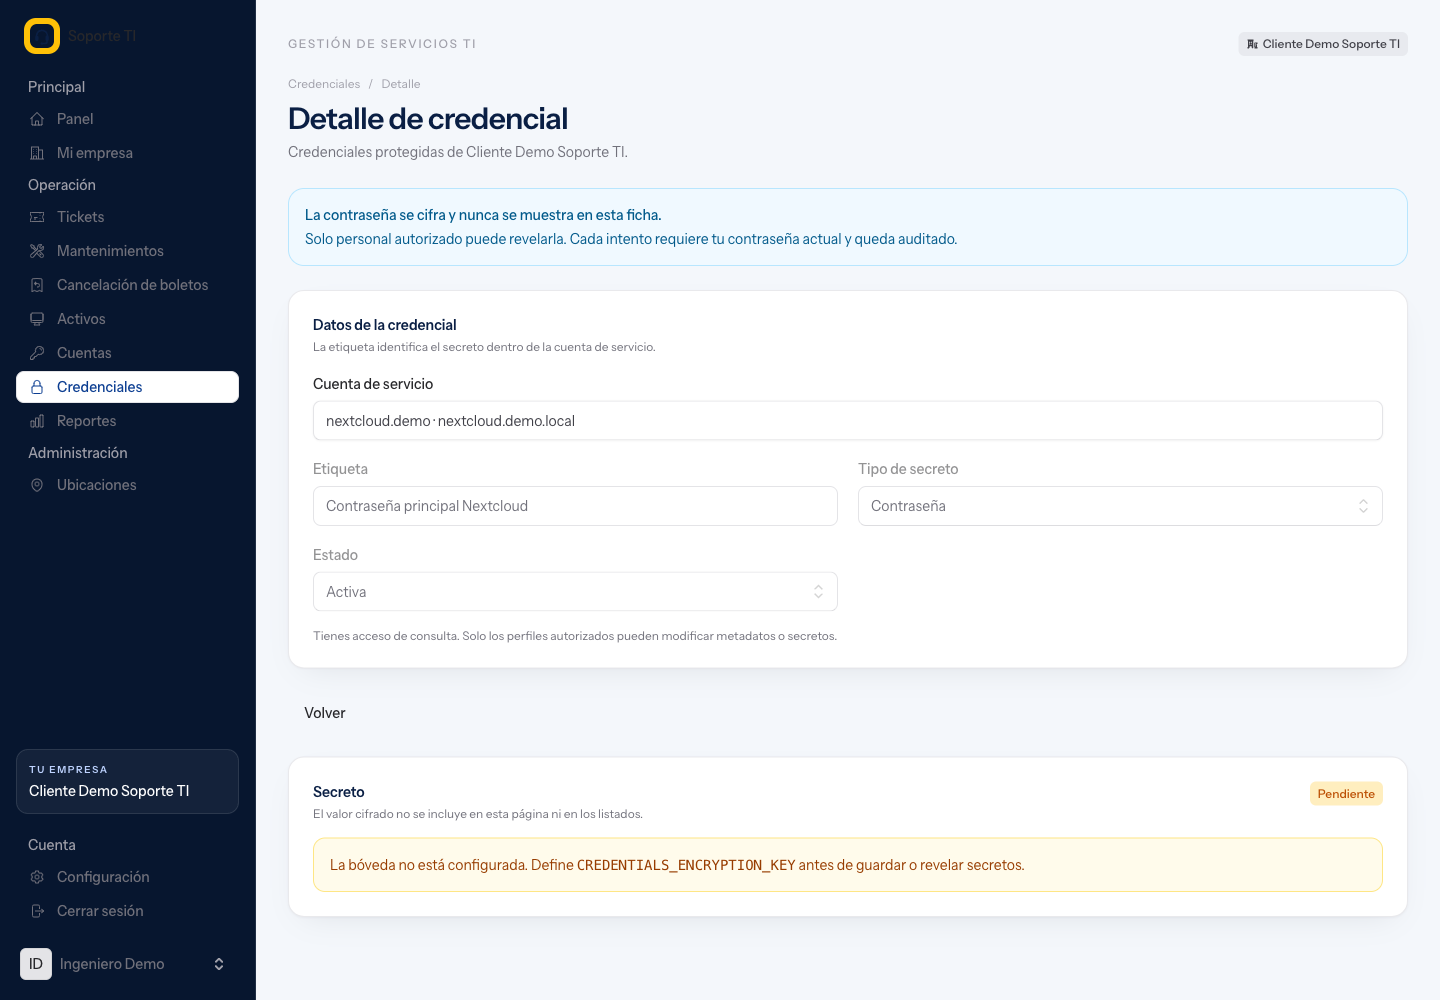 Soporte TI
Principal
Panel
Mi empresa
Operación
Tickets
Mantenimientos
Cancelación de boletos
Activos
Cuentas
Credenciales
Reportes
Administración
Ubicaciones
TU EMPRESA
Cliente Demo Soporte TI
Cuenta
Configuración
Cerrar sesión
ID Ingeniero Demo
GESTIÓN DE SERVICIOS TI
Cliente Demo Soporte TI
Credenciales / Detalle
Detalle de credencial
Credenciales protegidas de Cliente Demo Soporte TI.
La contraseña se cifra y nunca se muestra en esta ficha.
Solo personal autorizado puede revelarla. Cada intento requiere tu contraseña actual y queda auditado.
Datos de la credencial
La etiqueta identifica el secreto dentro de la cuenta de servicio.
Cuenta de servicio
nextcloud.demo · nextcloud.demo.local
Etiqueta
Contraseña principal Nextcloud
Tipo de secreto
Contraseña
Estado
Activa
Tienes acceso de consulta. Solo los perfiles autorizados pueden modificar metadatos o secretos.
Volver
Secreto
Pendiente
El valor cifrado no se incluye en esta página ni en los listados.
La bóveda no está configurada. Define CREDENTIALS_ENCRYPTION_KEY antes de guardar o revelar secretos.